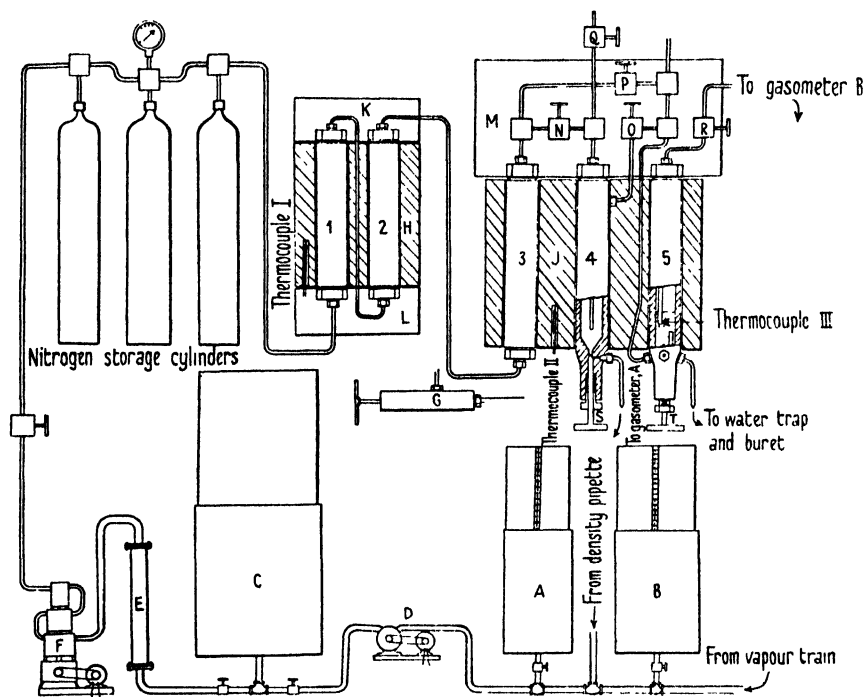 Q
P
To gasometer B
K
M
N
O
R
Thermocouple I
1
2
H
3
J
4
5
L
Thermocouple III
Nitrogen storage cylinders
G
Thermocouple II
S
To gasometer, A
T
To water trap
and buret
From density pipette
C
A
B
E
D
F
From vapour train